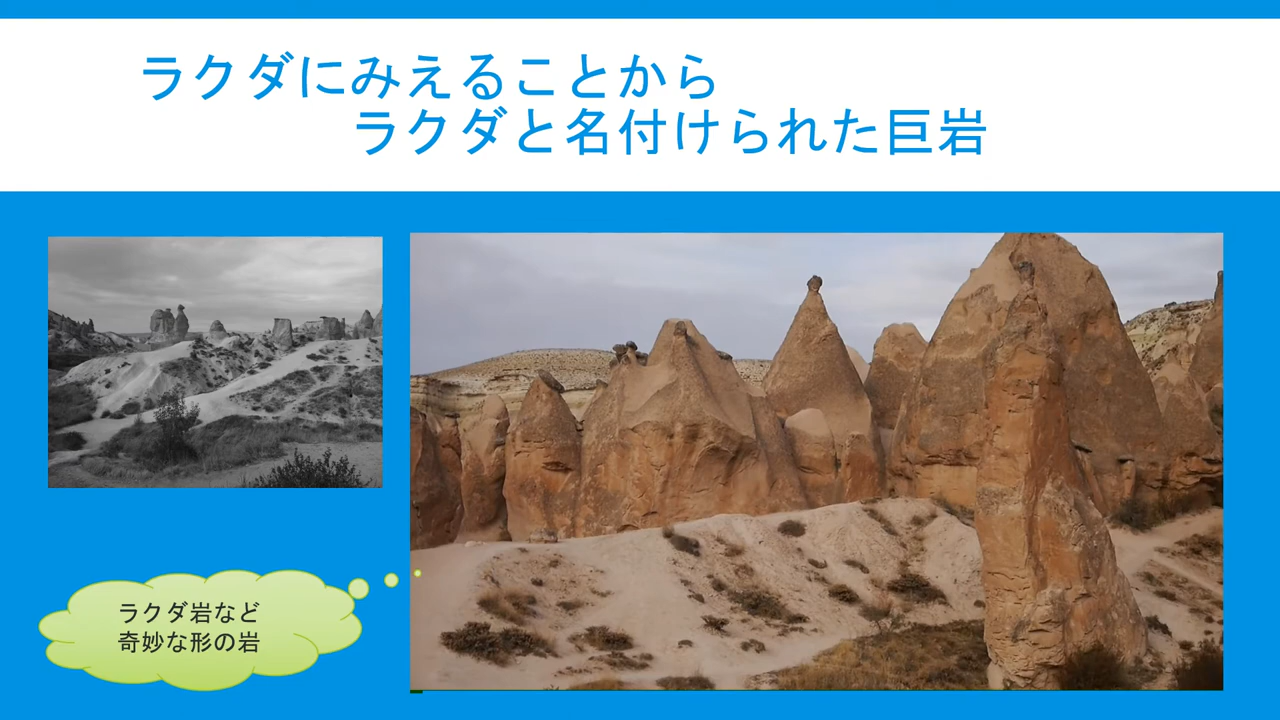 ラクダにみえることから
ラクダと名付けられた巨岩
ラクダ岩など
奇妙な形の岩